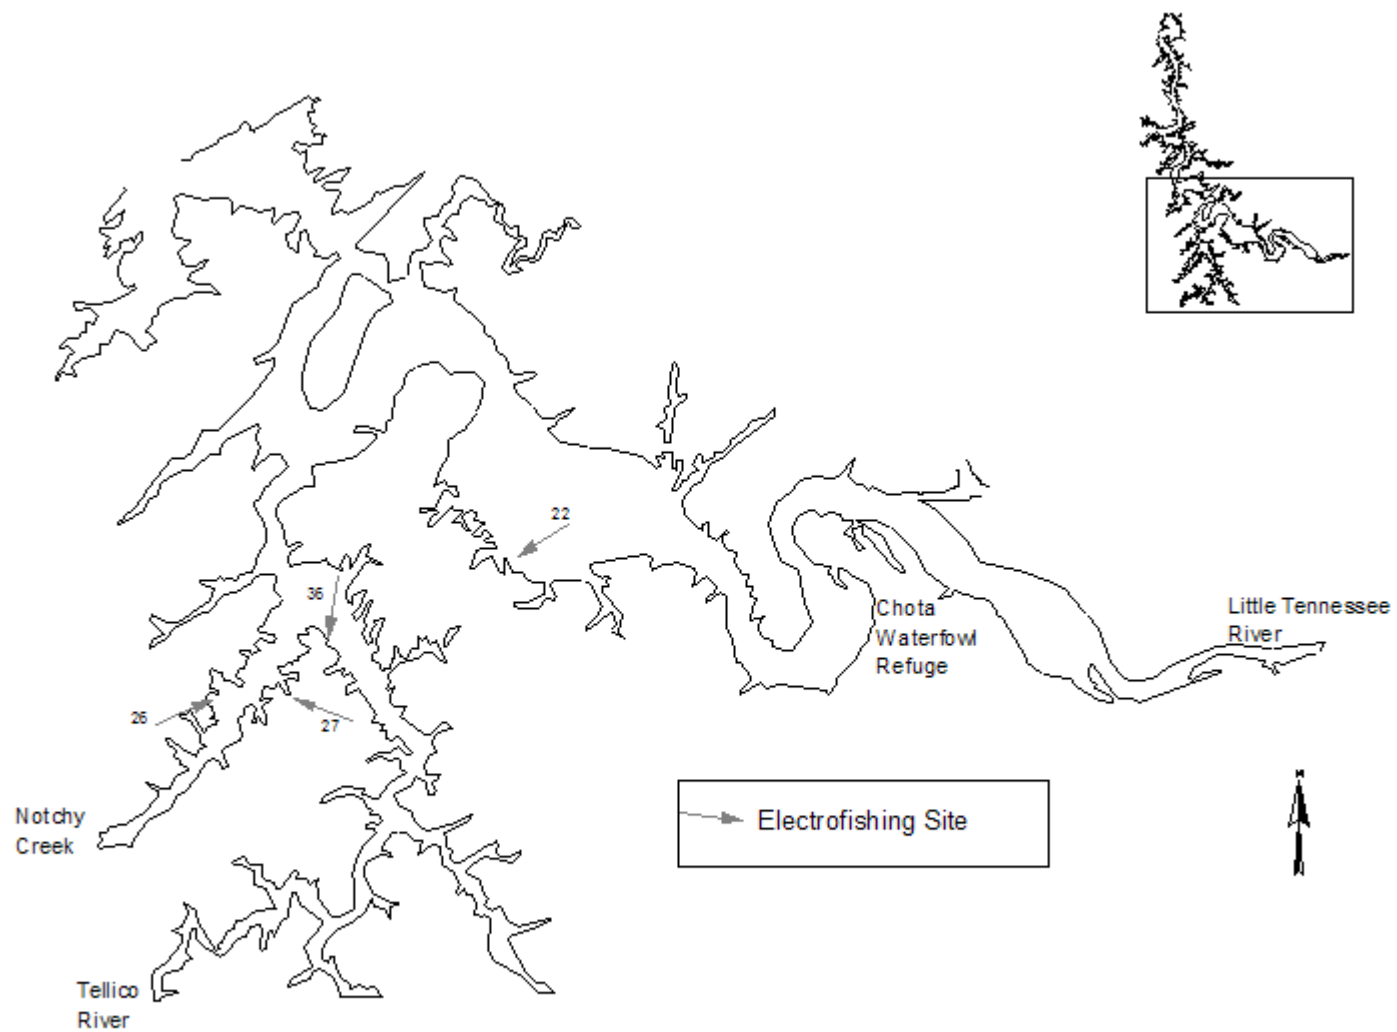 22
36
Chota
Waterfowl
Refuge
Little Tennessee
River
26
27
Notchy
Creek
Electrofishing Site
N
Tellico
River